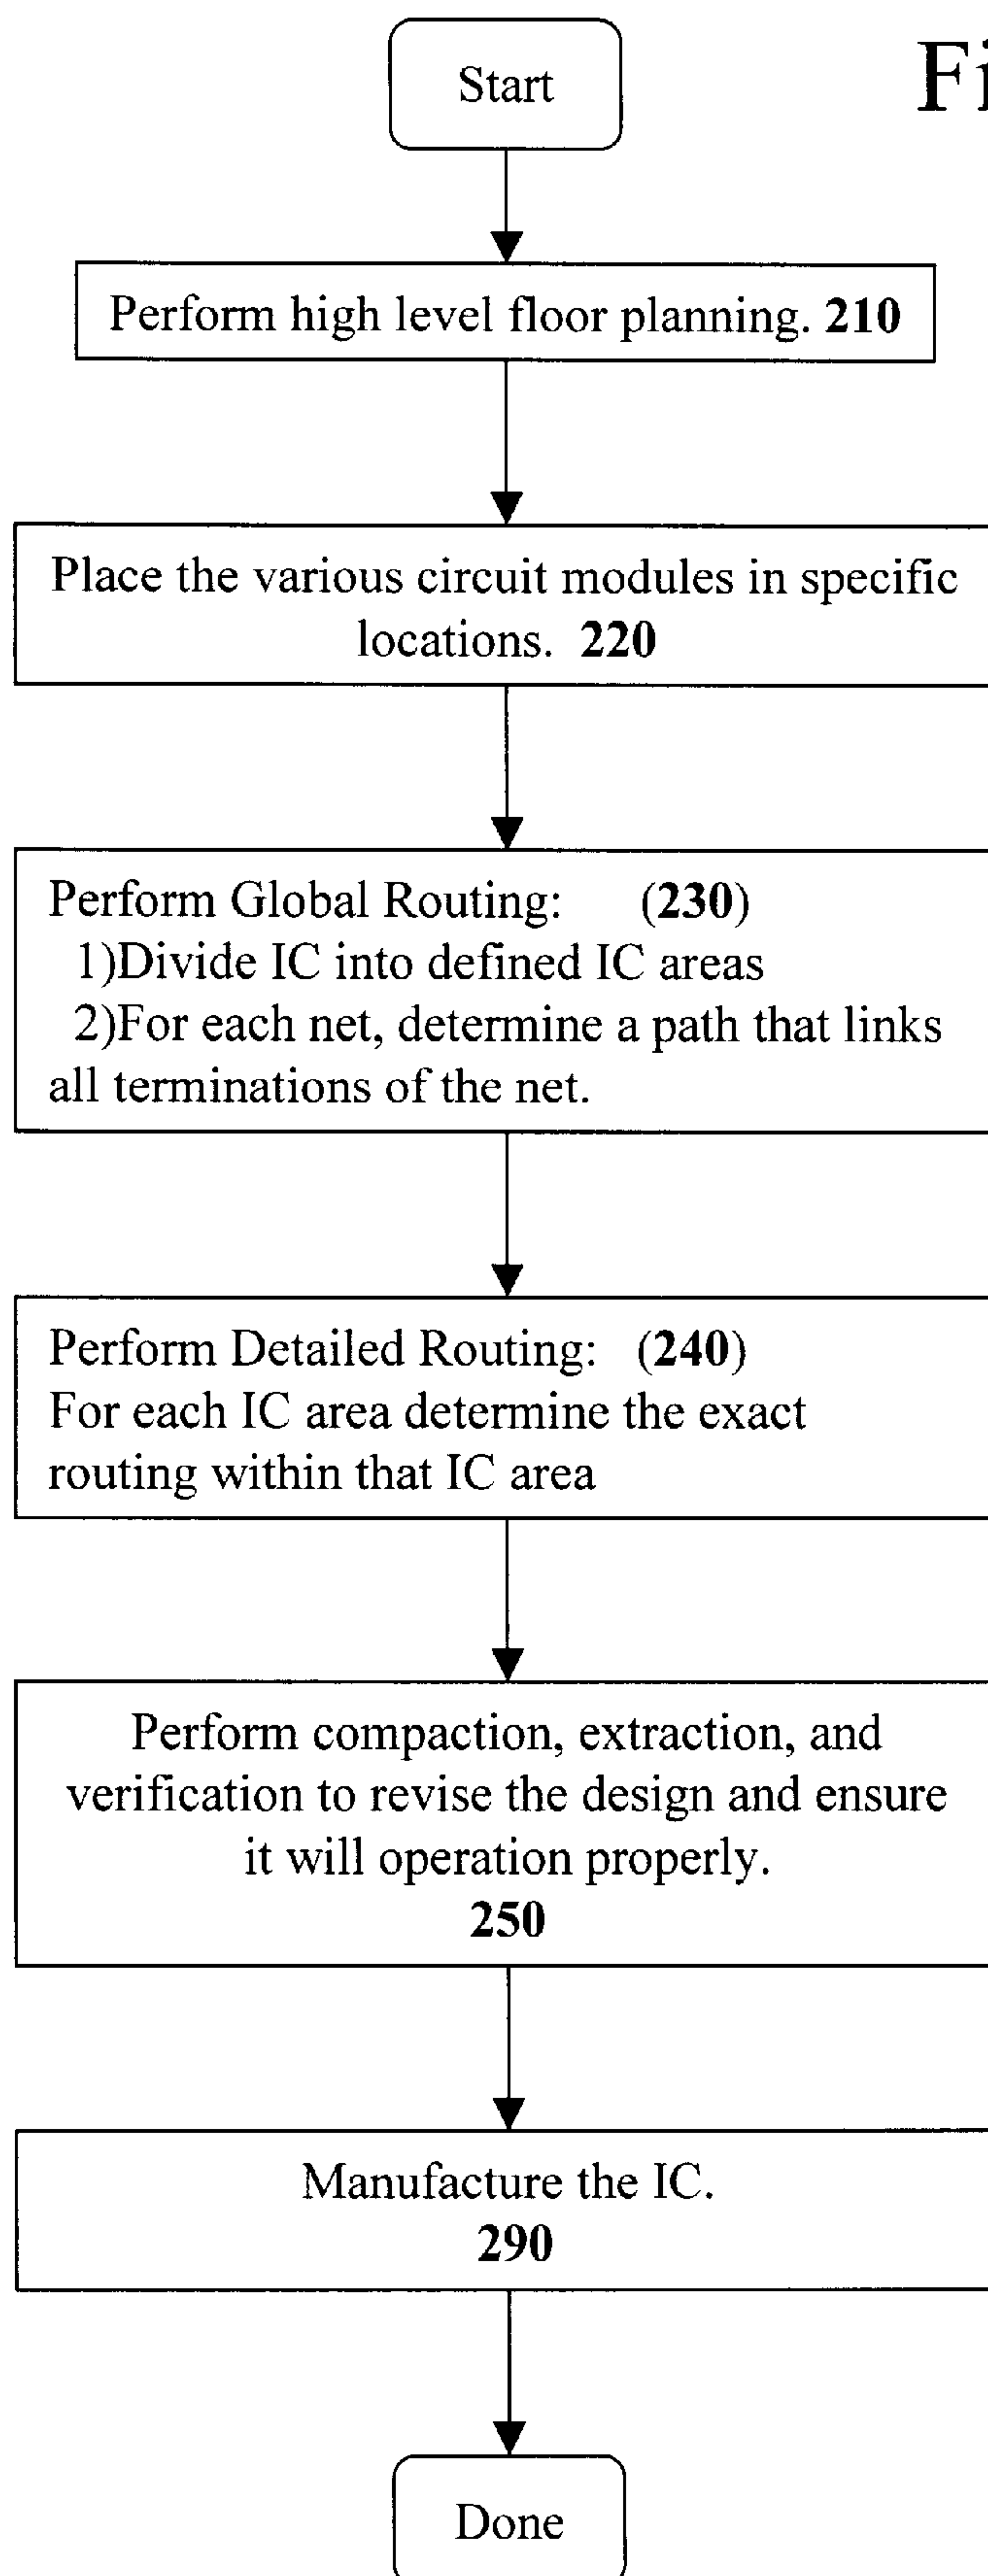 Start
Fi
Perform high level floor planning. 210
Place the various circuit modules in specific
locations. 220
Perform Global Routing: (230)
1)Divide IC into defined IC areas
2)For each net, determine a path that links
all terminations of the net.
Perform Detailed Routing: (240)
For each IC area determine the exact
routing within that IC area
Perform compaction, extraction, and
verification to revise the design and ensure
it will operation properly.
250
Manufacture the IC.
290
Done